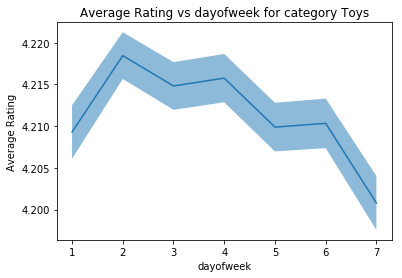 Average Rating vs dayofweek for category Toys
Average Rating
4.220
4.215
4.210
4.205
4.200
1 2 3 4 5 6 7
dayofweek